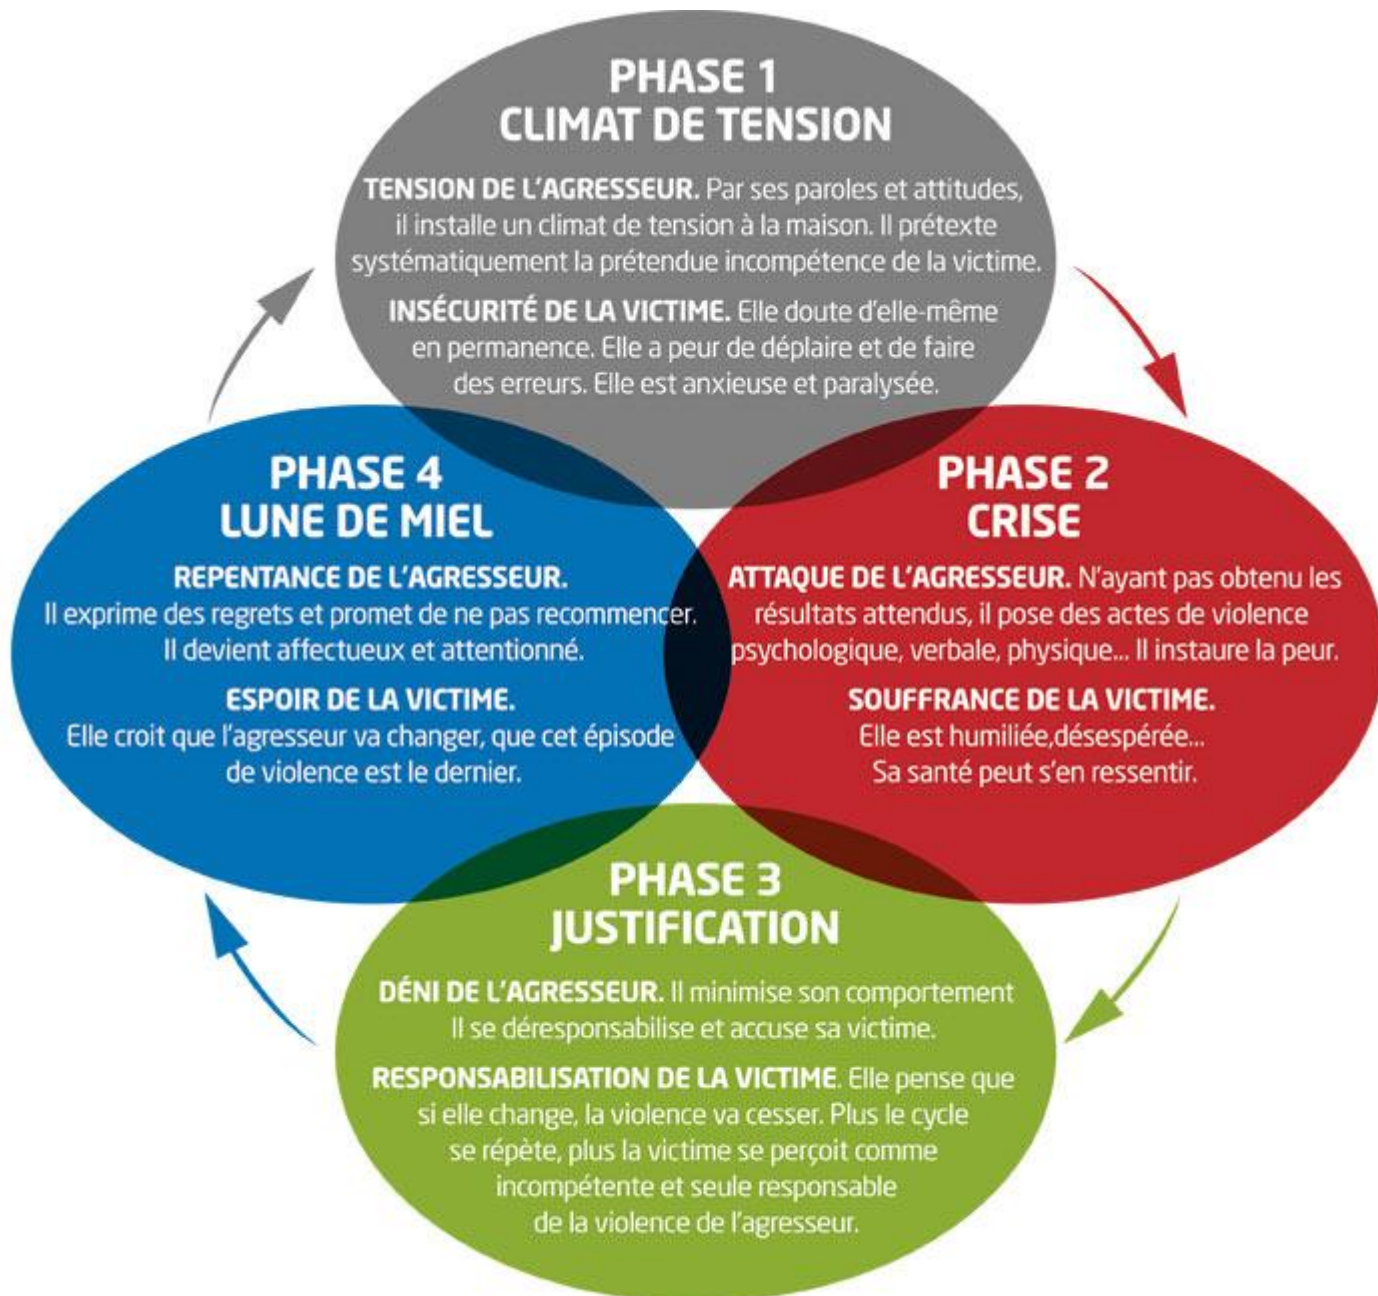 PHASE 1
CLIMAT DE TENSION
TENSION DE L'AGRESSEUR. Par ses paroles et attitudes,
il installe un climat de tension à la maison. Il prétexte
systématiquement la prétendue incompétence de la victime.
INSÉCURITÉ DE LA VICTIME. Elle doute d'elle-même
en permanence. Elle a peur de déplaire et de faire
des erreurs. Elle est anxieuse et paralysée.
PHASE 2
CRISE
ATTAQUE DE L'AGRESSEUR. N'ayant pas obtenu les
résultats attendus, il pose des actes de violence
psychologique, verbale, physique... Il instaure la peur.
SOUFFRANCE DE LA VICTIME.
Elle est humiliée,désespérée...
Sa santé peut s'en ressentir.
PHASE 3
JUSTIFICATION
DÉNI DE L'AGRESSEUR. Il minimise son comportement
Il se déresponsabilise et accuse sa victime.
RESPONSABILISATION DE LA VICTIME. Elle pense que
si elle change, la violence va cesser. Plus le cycle
se répète, plus la victime se perçoit comme
incompétente et seule responsable
de la violence de l'agresseur.
PHASE 4
LUNE DE MIEL
REPENTANCE DE L'AGRESSEUR.
Il exprime des regrets et promet de ne pas recommencer.
Il devient affectueux et attentionné.
ESPOIR DE LA VICTIME.
Elle croit que l'agresseur va changer, que cet épisode
de violence est le dernier.